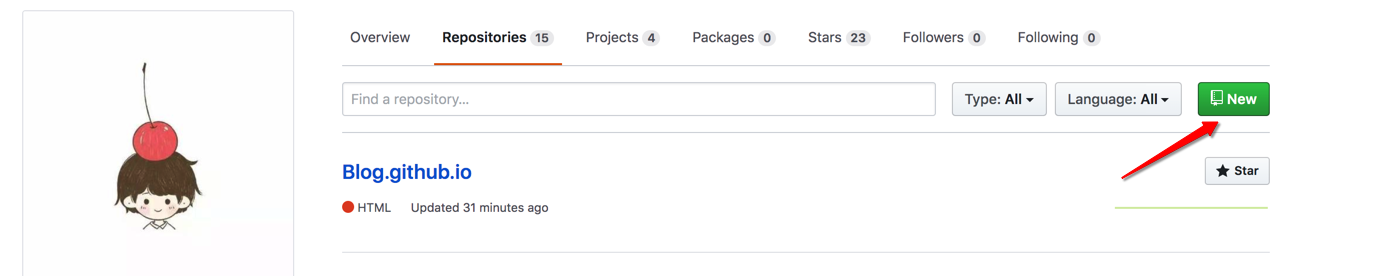 Overview Repositories 15 Projects 4 Packages 0 Stars 23 Followers 0 Following 0
Find a repository... Type: All Language: All New
Blog.github.io Star
HTML Updated 31 minutes ago